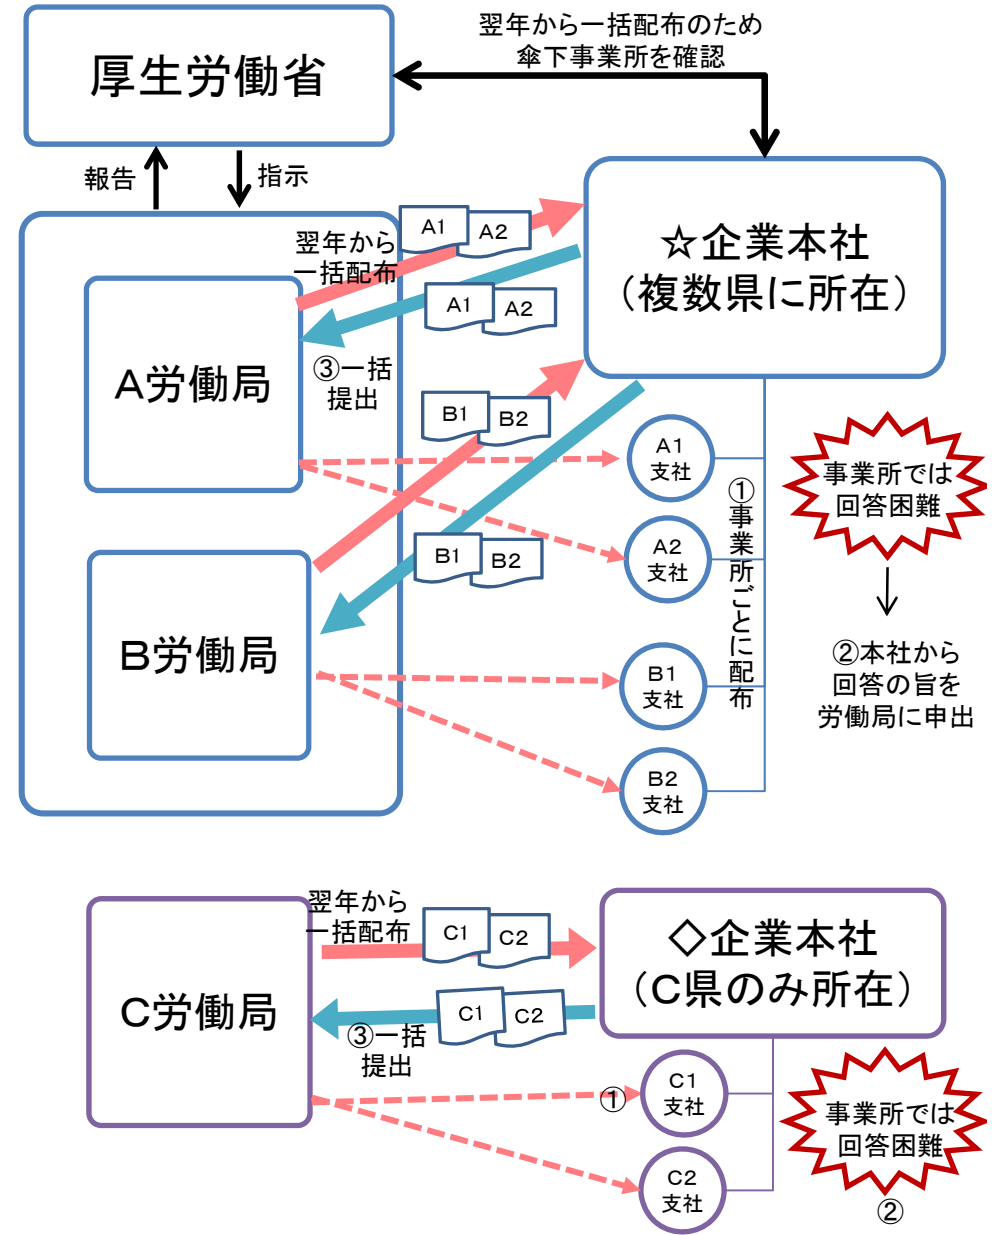 翌年から一括配布のため
傘下事業所を確認
厚生労働省
報告
指示
☆企業本社
（複数県に所在）
翌年から
一括配布
A1
A2
A1
A2
A労働局
③一括
提出
B1
B2
B1
B2
B労働局
A1
支社
A2
支社
B1
支社
B2
支社
①事業所ごとに配布
事業所では
回答困難
②本社から
回答の旨を
労働局に申出
翌年から
一括配布
C1
C2
◇企業本社
（C県のみ所在）
C労働局
C1
C2
③一括
提出
①
C1
支社
C2
支社
事業所では
回答困難
②